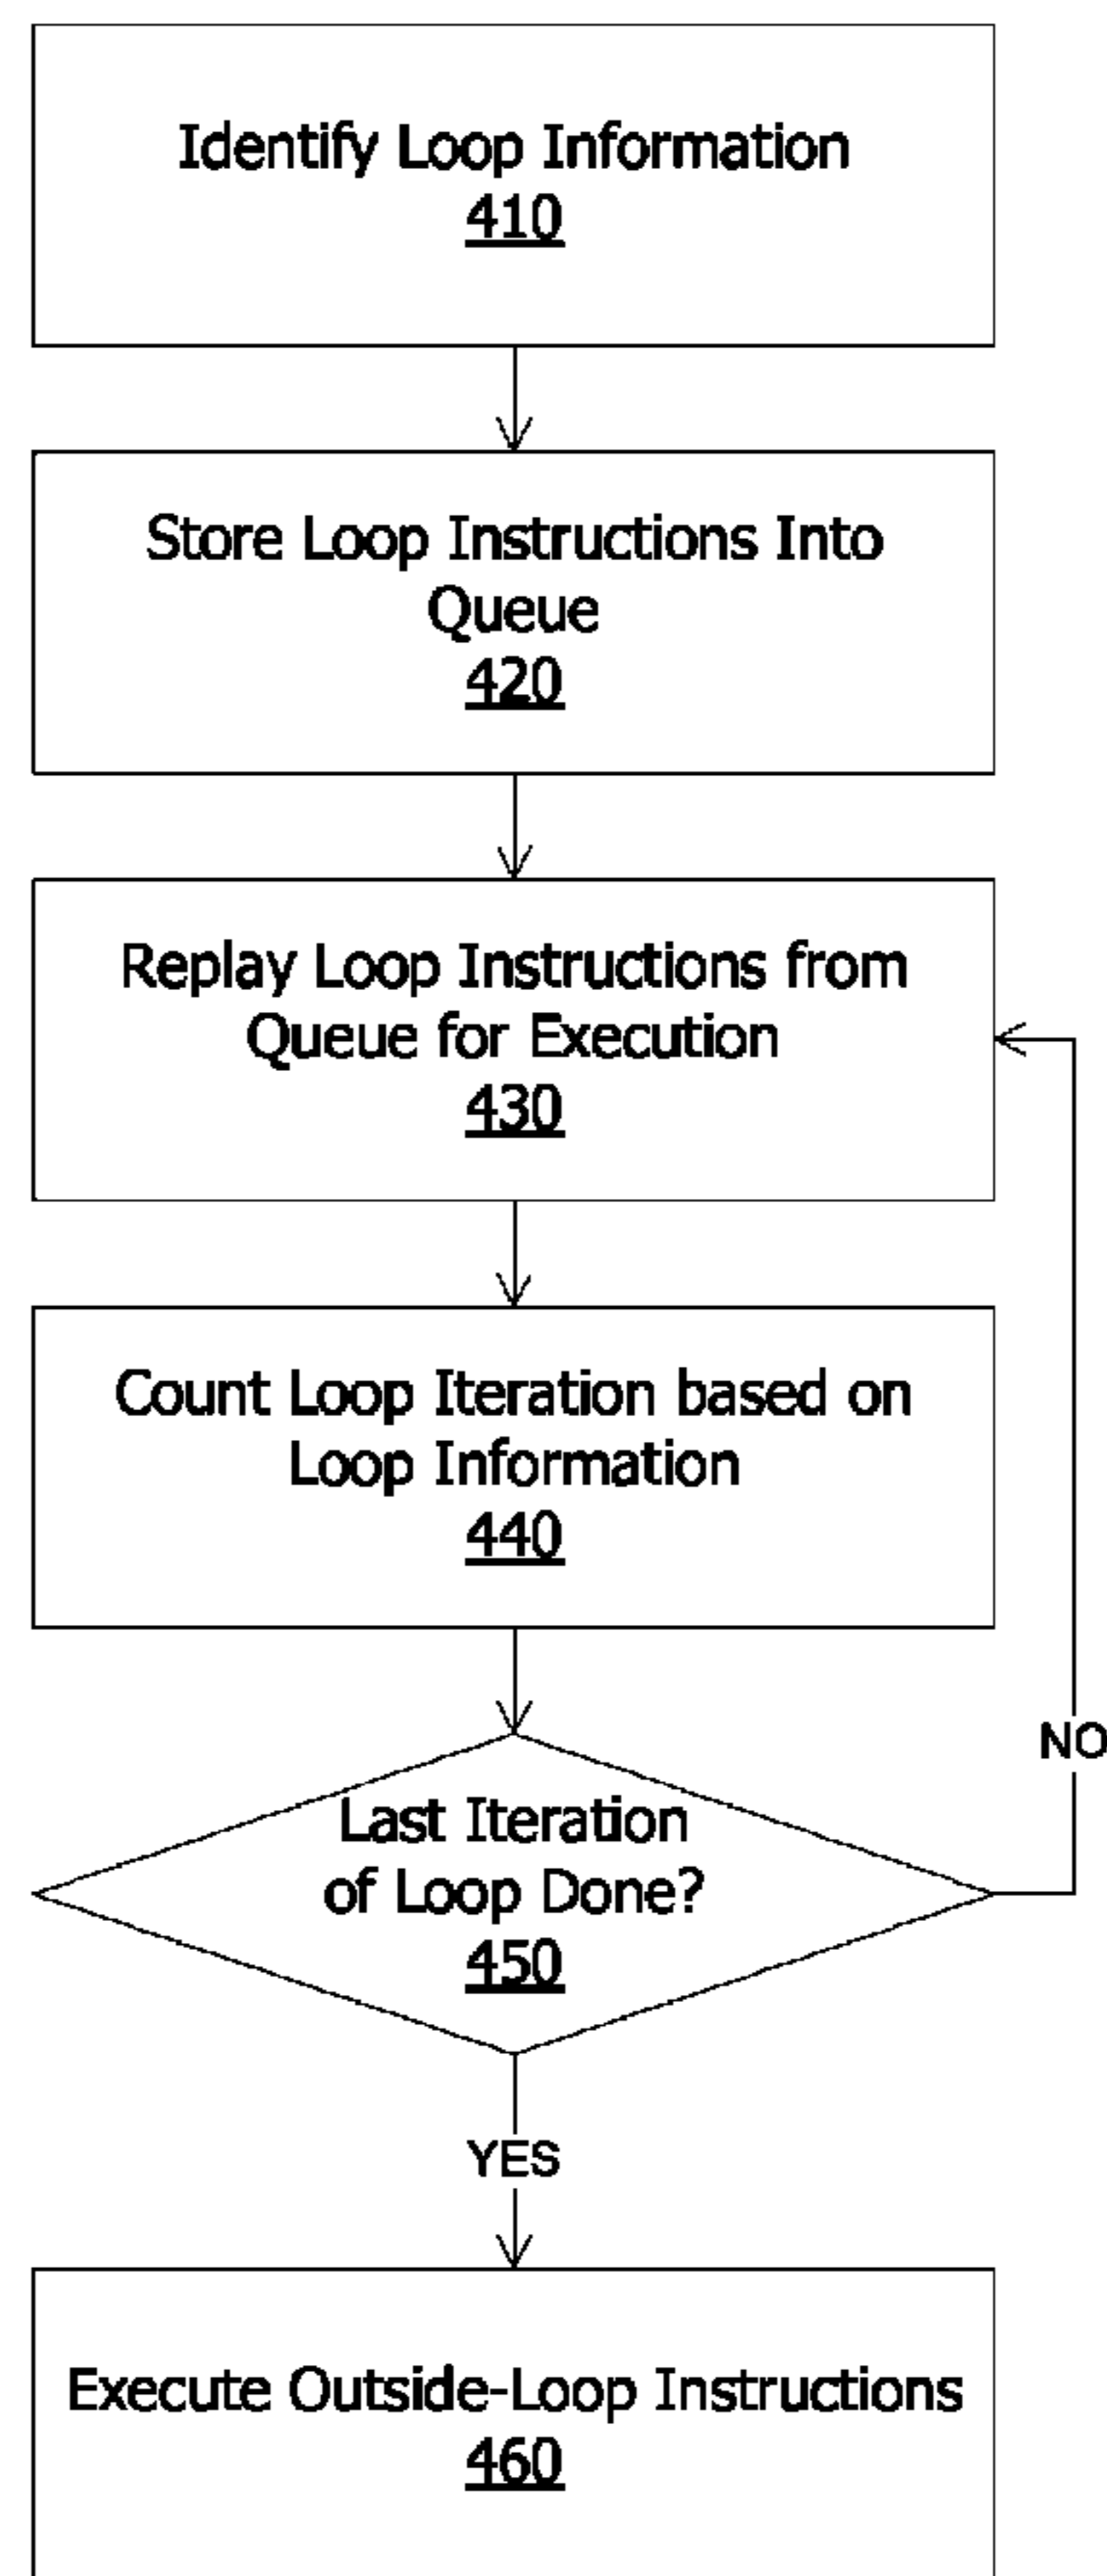 Identify Loop Information
410
Store Loop Instructions Into
Queue
420
Replay Loop Instructions from
Queue for Execution
430
Count Loop Iteration based on
Loop Information
440
Last Iteration
of Loop Done?
450
NO
YES
Execute Outside-Loop Instructions
460